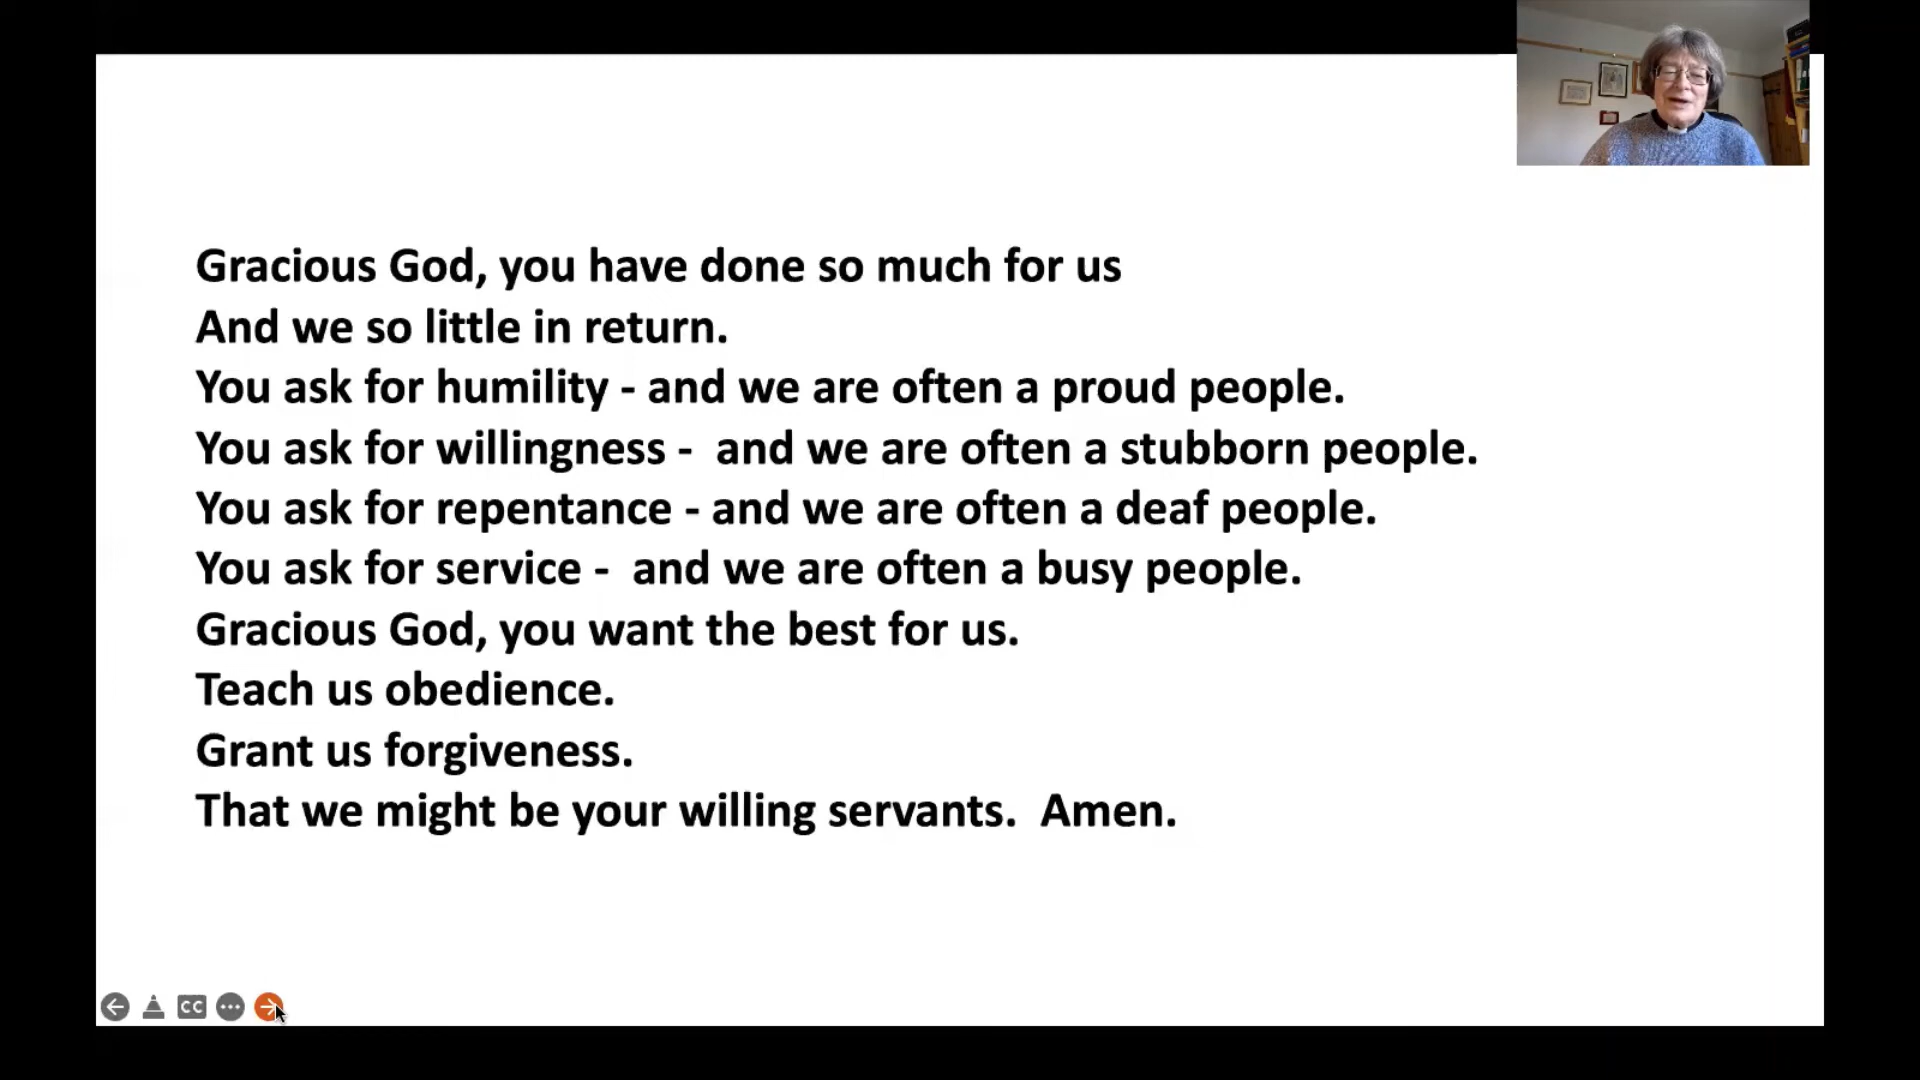 Gracious God, you have done so much for us
And we so little in return.
You ask for humility - and we are often a proud people.
You ask for willingness -  and we are often a stubborn people.
You ask for repentance - and we are often a deaf people.
You ask for service -  and we are often a busy people.
Gracious God, you want the best for us.
Teach us obedience.
Grant us forgiveness.
That we might be your willing servants.  Amen.
CC